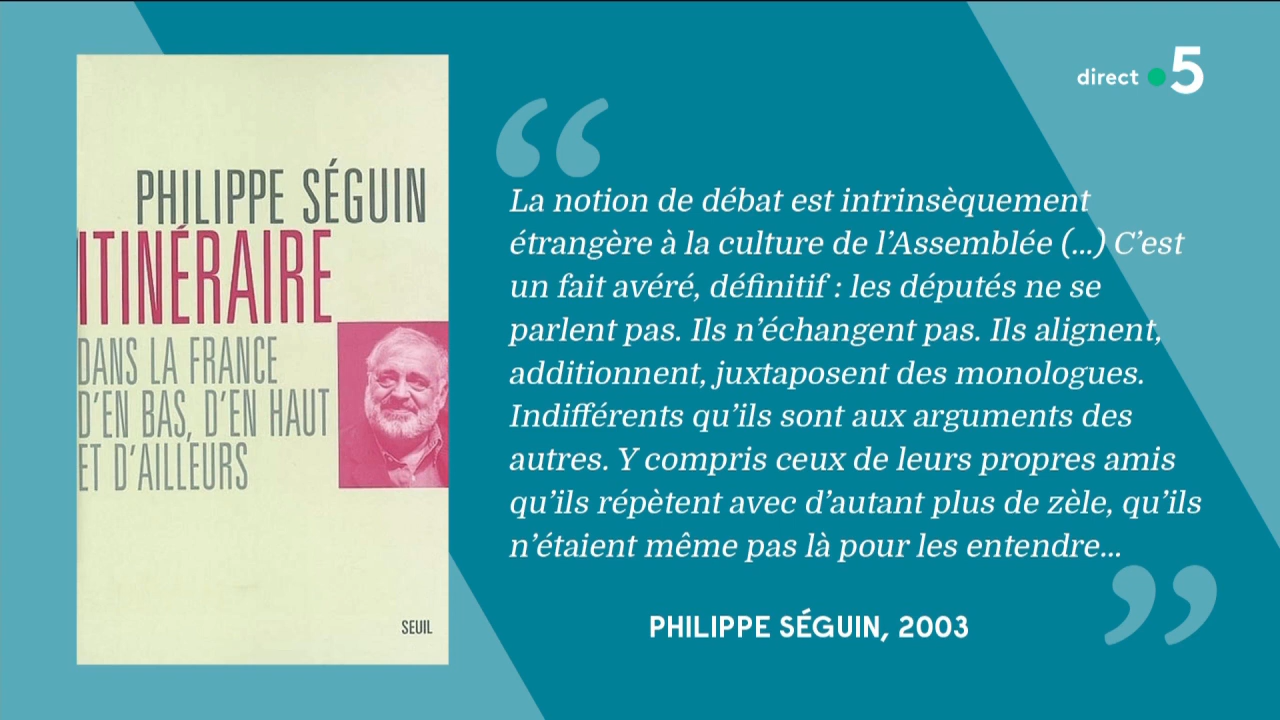 direct 5
PHILIPPE SÉGUIN
ITINÉRAIRE
DANS LA FRANCE
D'EN BAS, D'EN HAUT
ET D'AILLEURS
SEUIL
“
La notion de débat est intrinsèquement
étrangère à la culture de l’Assemblée (...) C’est
un fait avéré, définitif : les députés ne se
parlent pas. Ils n’échangent pas. Ils alignent,
additionnent, juxtaposent des monologues.
Indifférents qu’ils sont aux arguments des
autres. Y compris ceux de leurs propres amis
qu’ils répètent avec d’autant plus de zèle, qu’ils
n’étaient même pas là pour les entendre...
”
PHILIPPE SÉGUIN, 2003